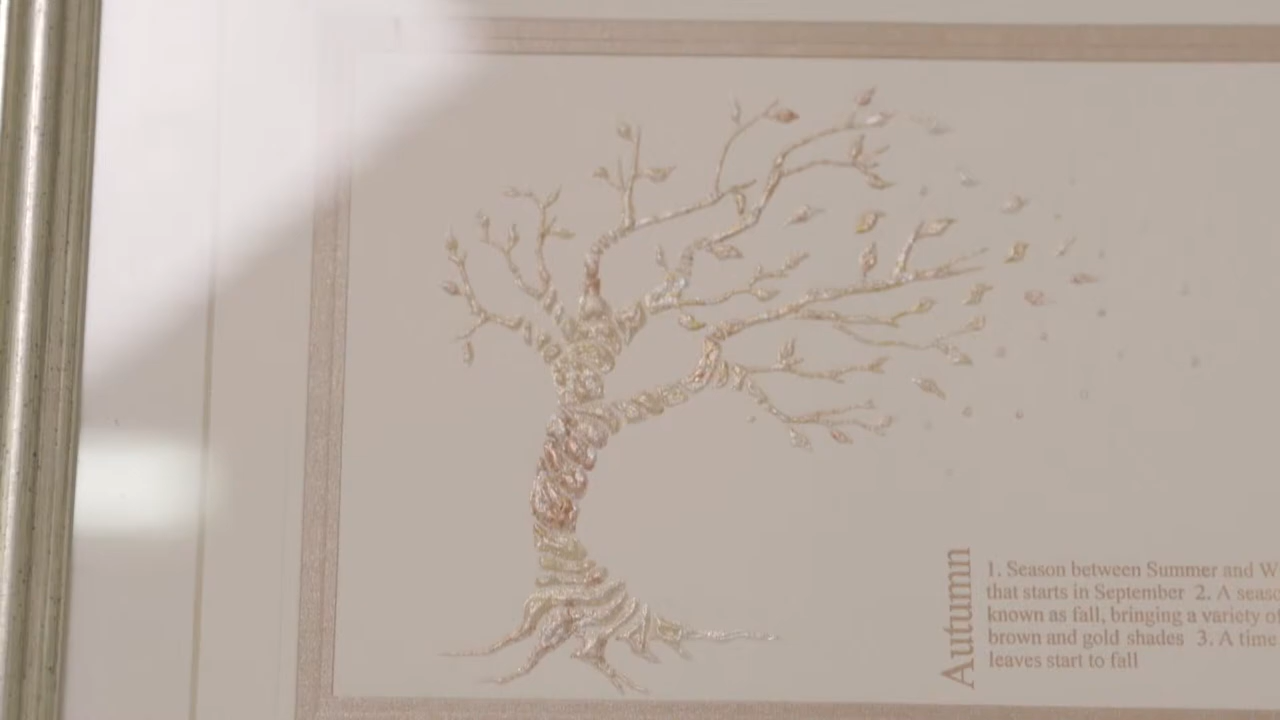 Autumn
1. Season between Summer and W
that starts in September 2. A seaso
known as fall, bringing a variety of
brown and gold shades 3. A time
leaves start to fall